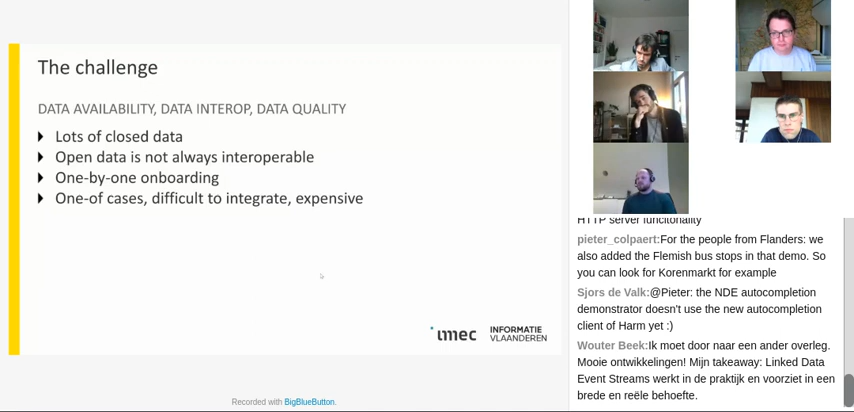 The challenge
DATA AVAILABILITY, DATA INTEROP, DATA QUALITY
Lots of closed data
Open data is not always interoperable
One-by-one onboarding
One-of cases, difficult to integrate, expensive
imec
INFORMATIE
VLAANDEREN
Recorded with BigBlueButton.
HTTP server funcitonality
pieter_colpaert:For the people from Flanders: we
also added the Flemish bus stops in that demo. So
you can look for Korenmarkt for example
Sjors de Valk:@Pieter: the NDE autocompletion
demonstrator doesn't use the new autocompletion
client of Harm yet :)
Wouter Beek:Ik moet door naar een ander overleg.
Mooie ontwikkelingen! Mijn takeaway: Linked Data
Event Streams werkt in de praktijk en voorziet in een
brede en reële behoefte.